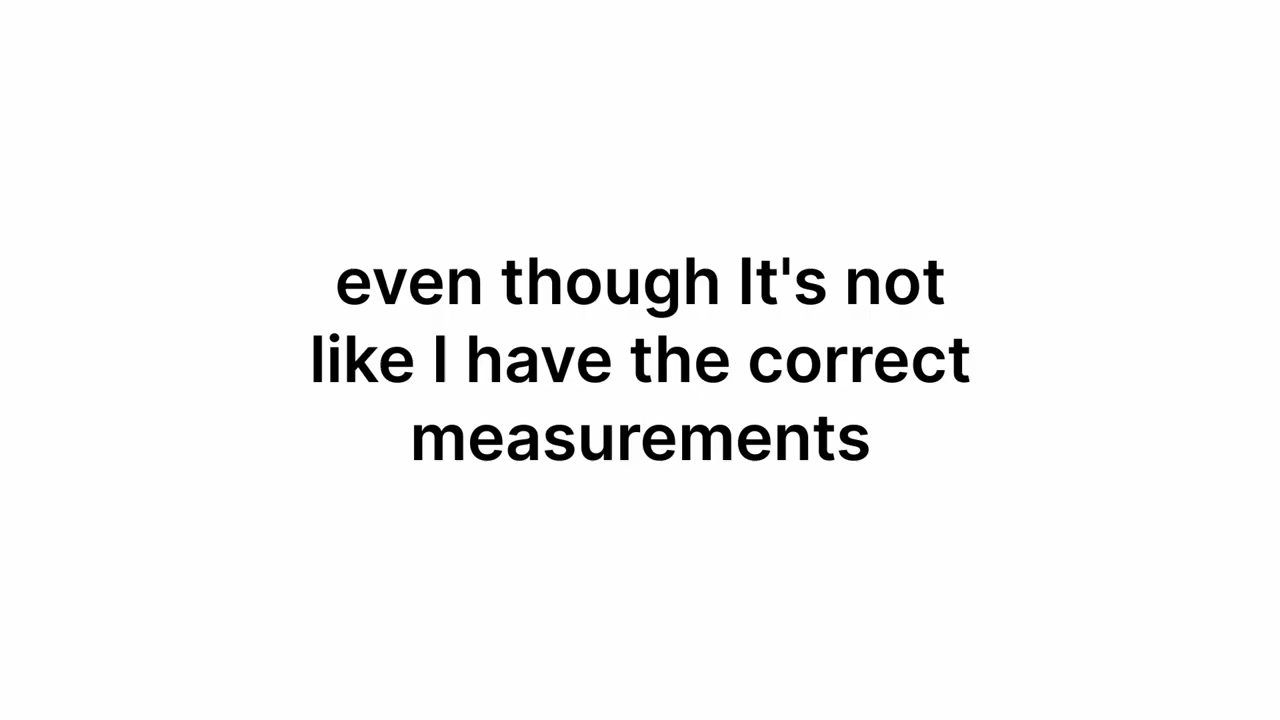 even though It's not
like I have the correct
measurements